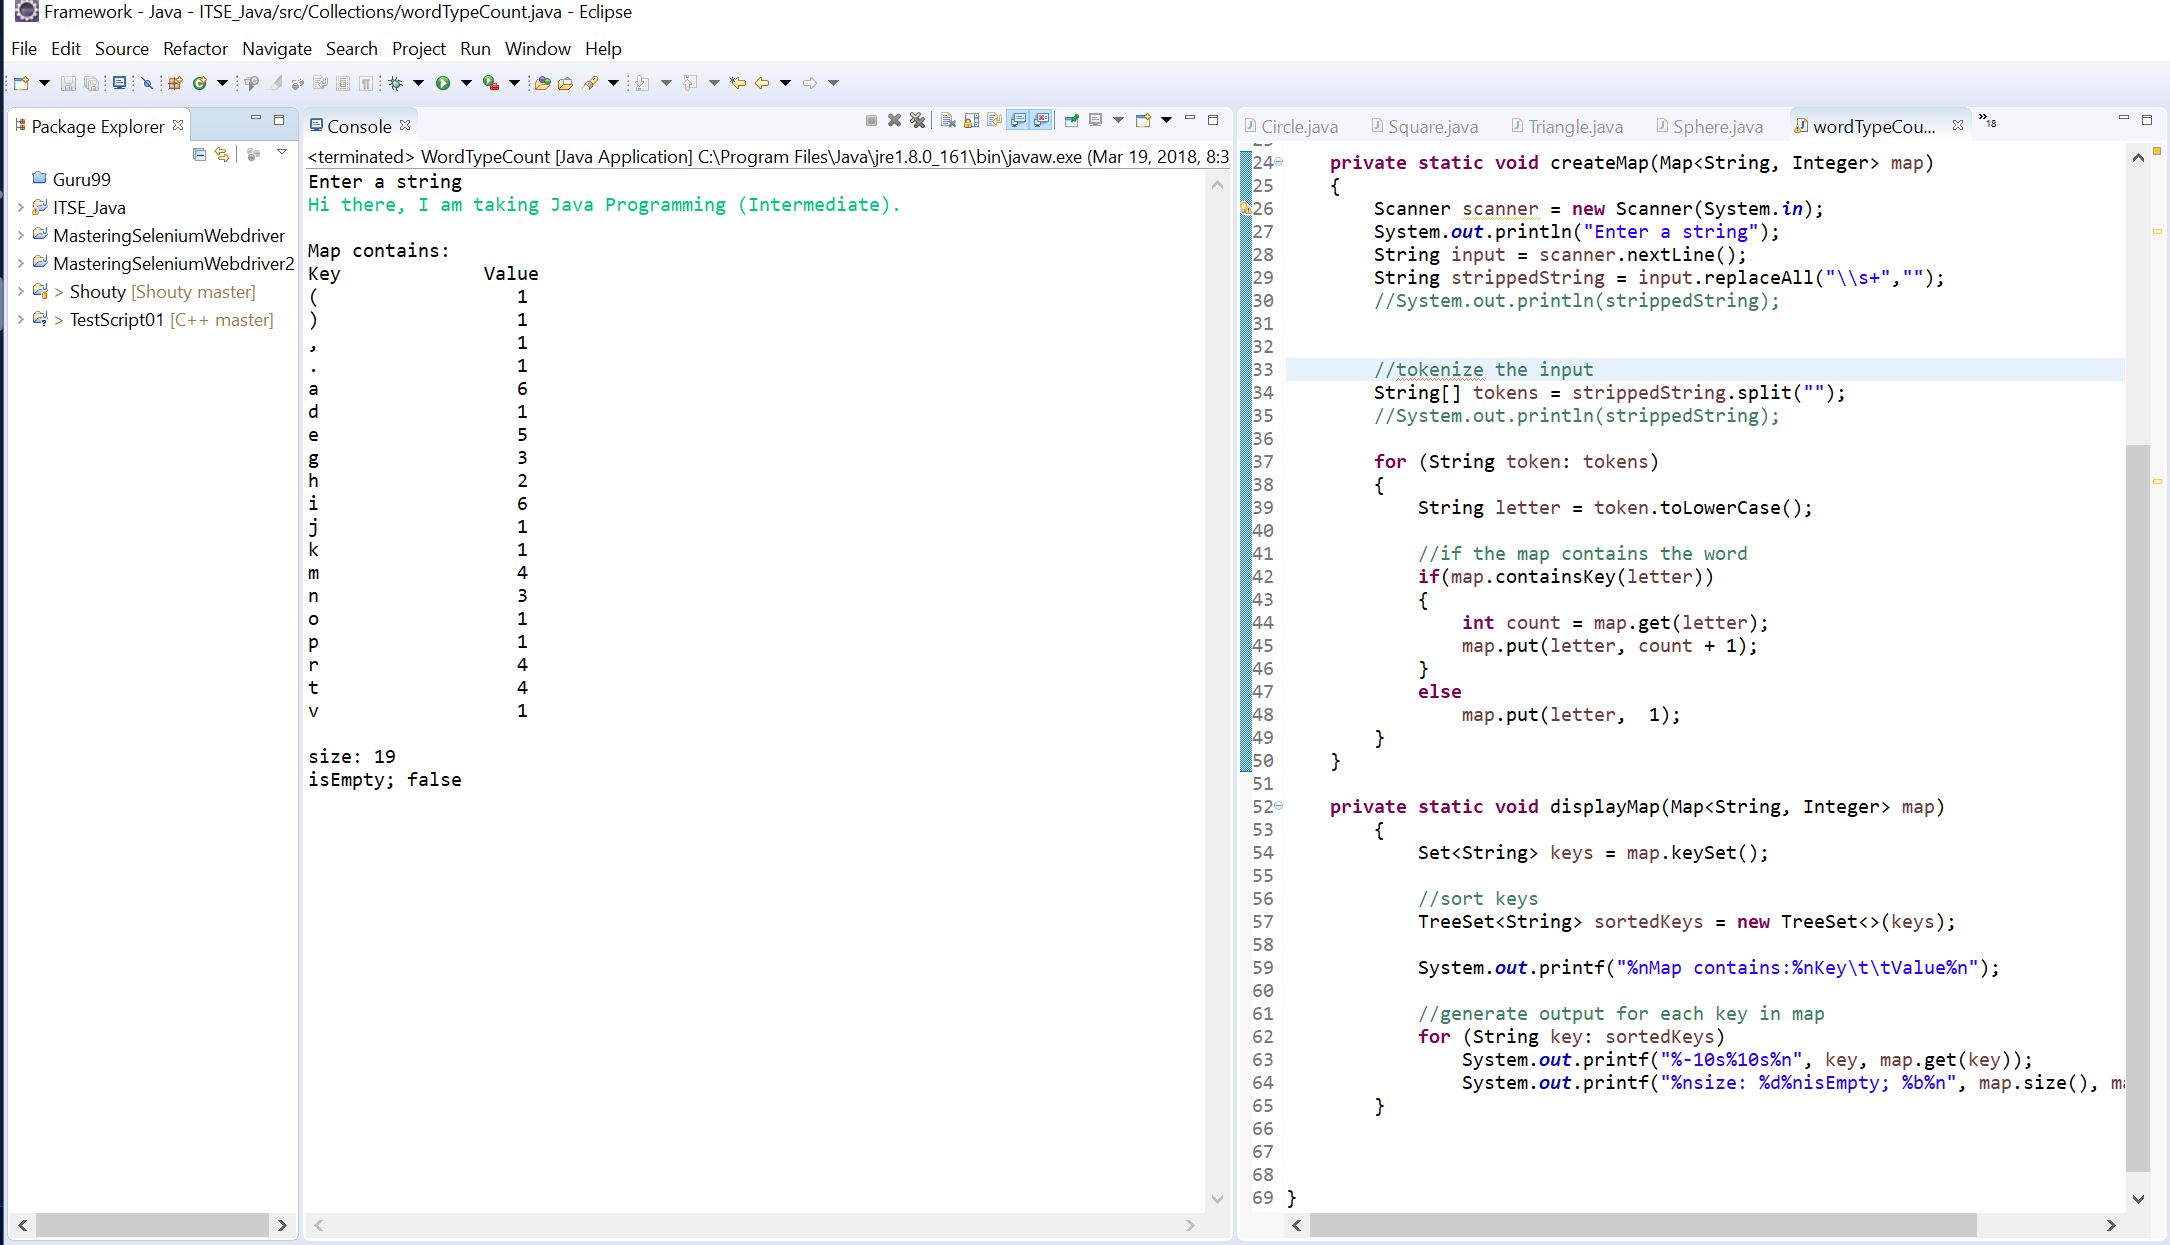 Framework - Java - ITSE_Java/src/Collections/wordTypeCount.java - Eclipse
File Edit Source Refactor Navigate Search Project Run Window Help
Package Explorer
Guru99
ITSE_Java
MasteringSeleniumWebdriver
MasteringSeleniumWebdriver2
> Shouty [Shouty master]
> TestScript01 [C++ master]
Console
<terminated> WordTypeCount [Java Application] C:\Program Files\Java\jre1.8.0_161\bin\javaw.exe (Mar 19, 2018, 8:3
Enter a string
Hi there, I am taking Java Programming (Intermediate).
Map contains:
Key Value
( 1
) 1
, 1
. 1
a 6
d 1
e 5
g 3
h 2
i 6
j 1
k 1
m 4
n 3
o 1
p 1
r 4
t 4
v 1
size: 19
isEmpty; false
Circle.java Square.java Triangle.java Sphere.java wordTypeCou... »18
24 private static void createMap(Map<String, Integer> map)
25 {
26 Scanner scanner = new Scanner(System.in);
27 System.out.println("Enter a string");
28 String input = scanner.nextLine();
29 String strippedString = input.replaceAll("\\s+","");
30 //System.out.println(strippedString);
31
32
33 //tokenize the input
34 String[] tokens = strippedString.split("");
35 //System.out.println(strippedString);
36
37 for (String token: tokens)
38 {
39 String letter = token.toLowerCase();
40
41 //if the map contains the word
42 if(map.containsKey(letter))
43 {
44 int count = map.get(letter);
45 map.put(letter, count + 1);
46 }
47 else
48 map.put(letter,  1);
49 }
50 }
51
52 private static void displayMap(Map<String, Integer> map)
53 {
54 Set<String> keys = map.keySet();
55
56 //sort keys
57 TreeSet<String> sortedKeys = new TreeSet<>(keys);
58
59 System.out.printf("%nMap contains:%nKey\t\tValue%n");
60
61 //generate output for each key in map
62 for (String key: sortedKeys)
63 System.out.printf("%-10s%10s%n", key, map.get(key));
64 System.out.printf("%nsize: %d%nisEmpty; %b%n", map.size(),
65 }
66
67
68
69 }